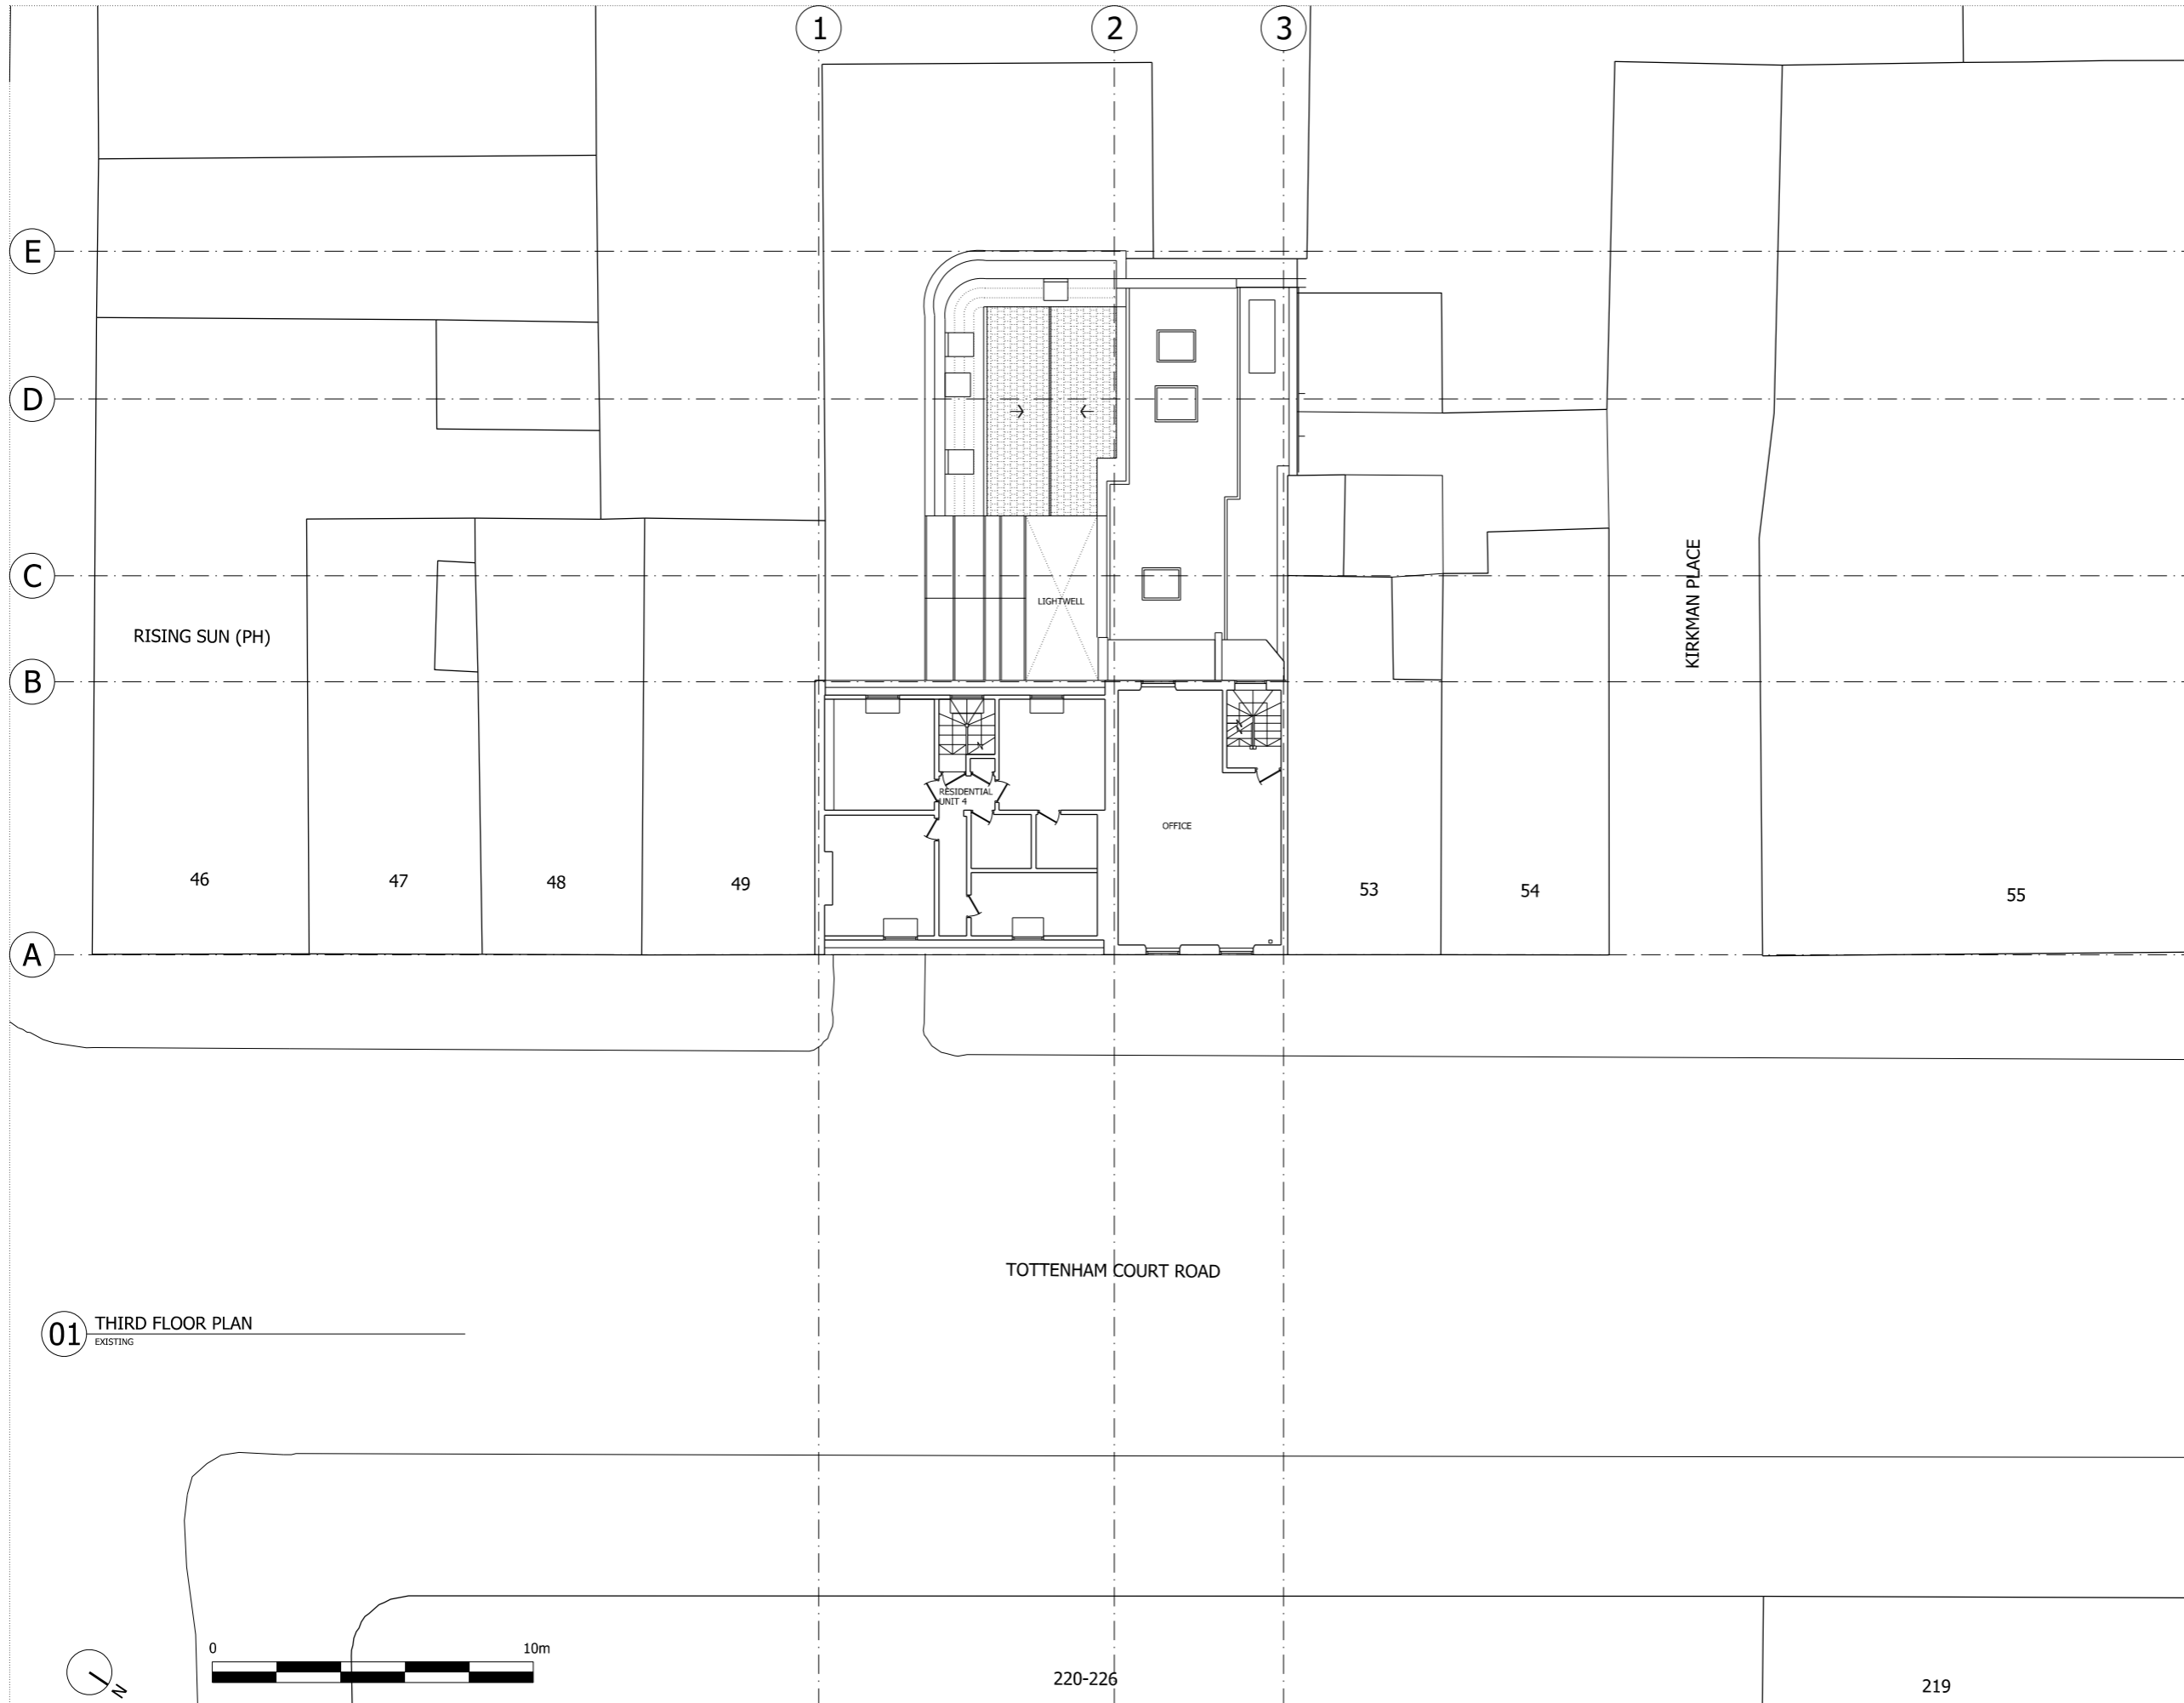 1
2
3
E
D
C
LIGHTWELL
KIRKMAN PLACE
RISING SUN (PH)
B
RESIDENTIAL
UNIT 4
OFFICE
46
47
48
49
53
54
55
A
TOTTENHAM COURT ROAD
01
THIRD FLOOR PLAN
EXISTING
0
10m
N
220-226
219